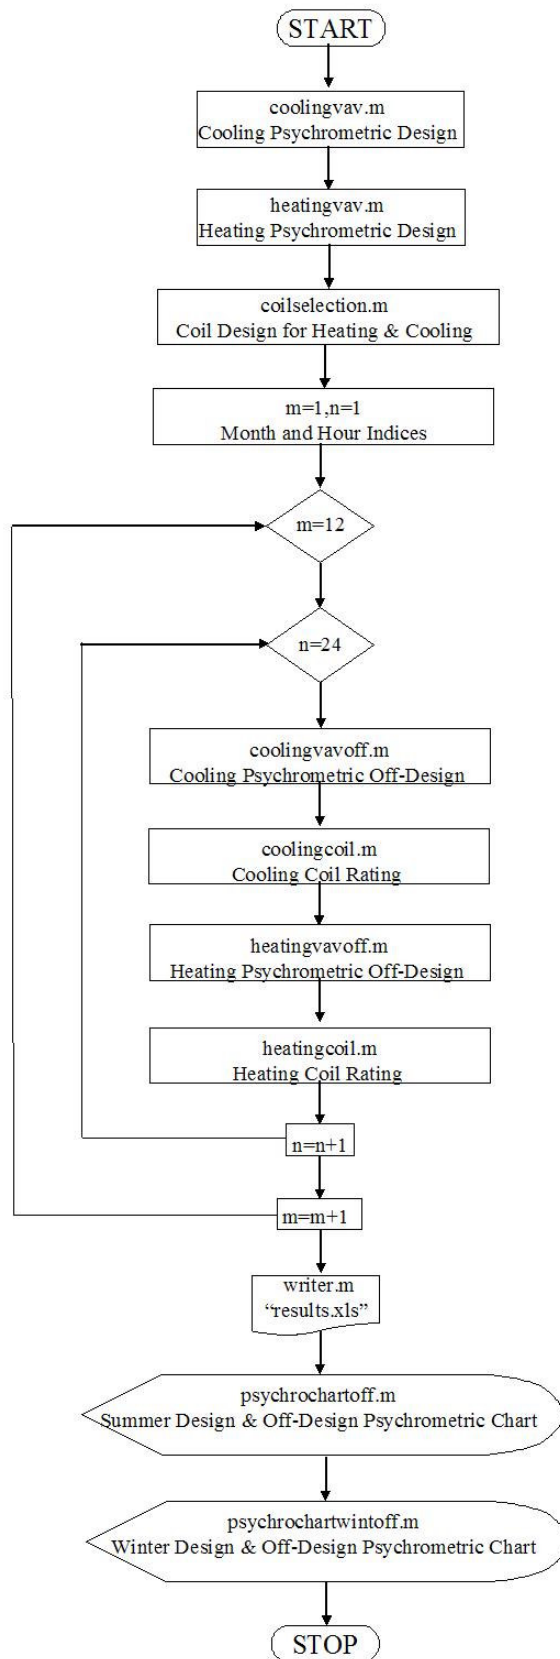 START
coolingvav.m
Cooling Psychrometric Design
heatingvav.m
Heating Psychrometric Design
coilselection.m
Coil Design for Heating & Cooling
m=1,n=1
Month and Hour Indices
m=12
n=24
coolingvavoff.m
Cooling Psychrometric Off-Design
coolingcoil.m
Cooling Coil Rating
heatingvavoff.m
Heating Psychrometric Off-Design
heatingcoil.m
Heating Coil Rating
n=n+1
m=m+1
writer.m
“results.xls”
psychrochartoff.m
Summer Design & Off-Design Psychrometric Chart
psychrochartwintoff.m
Winter Design & Off-Design Psychrometric Chart
STOP